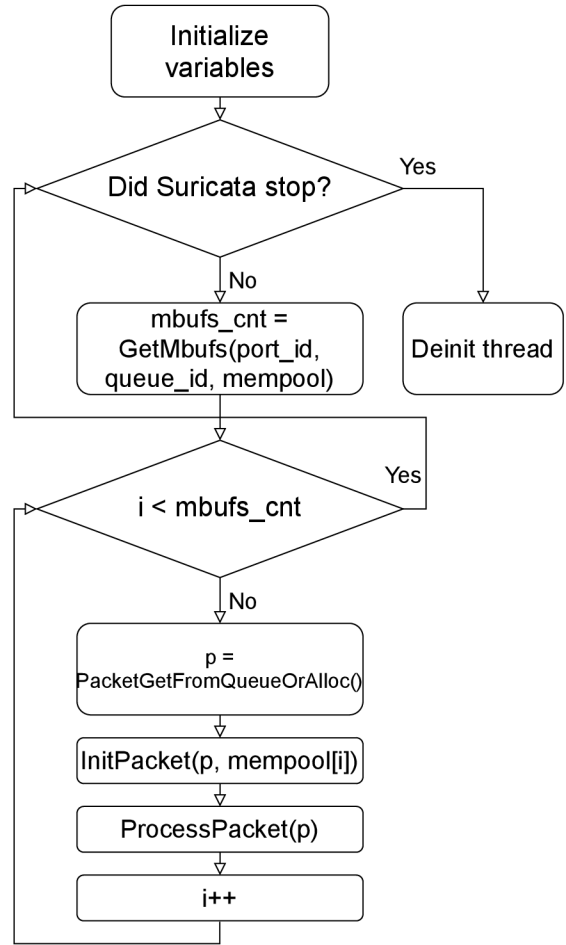 Initialize
variables
Did Suricata stop?
Yes
No
mbufs_cnt =
GetMbufs(port_id,
queue_id, mempool)
Deinit thread
i < mbufs_cnt
Yes
No
p =
PacketGetFromQueueOrAlloc()
InitPacket(p, mempool[i])
ProcessPacket(p)
i++